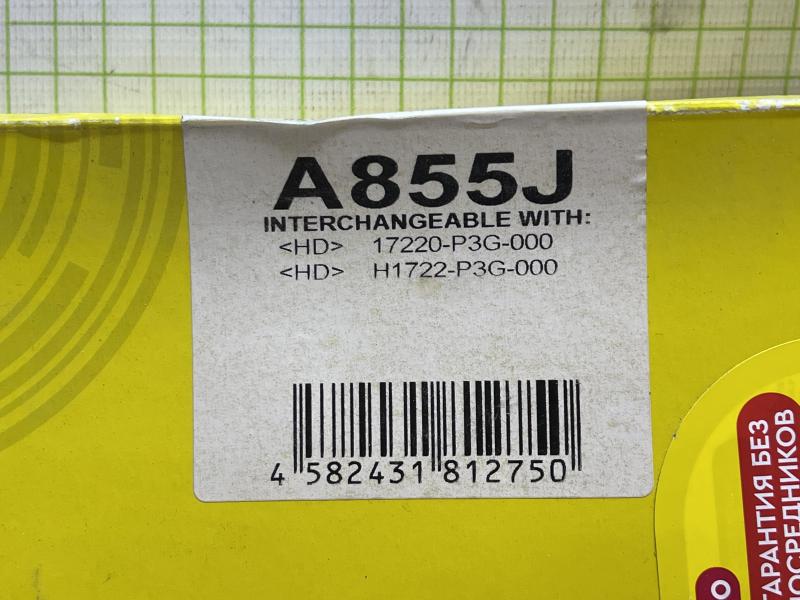 A855J
INTERCHANGEABLE WITH:
<HD> 17220-P3G-000
<HD> H1722-P3G-000
4 582431 812750
ГАРАНТИЯ БЕЗ
ПОСРЕДНИКОВ